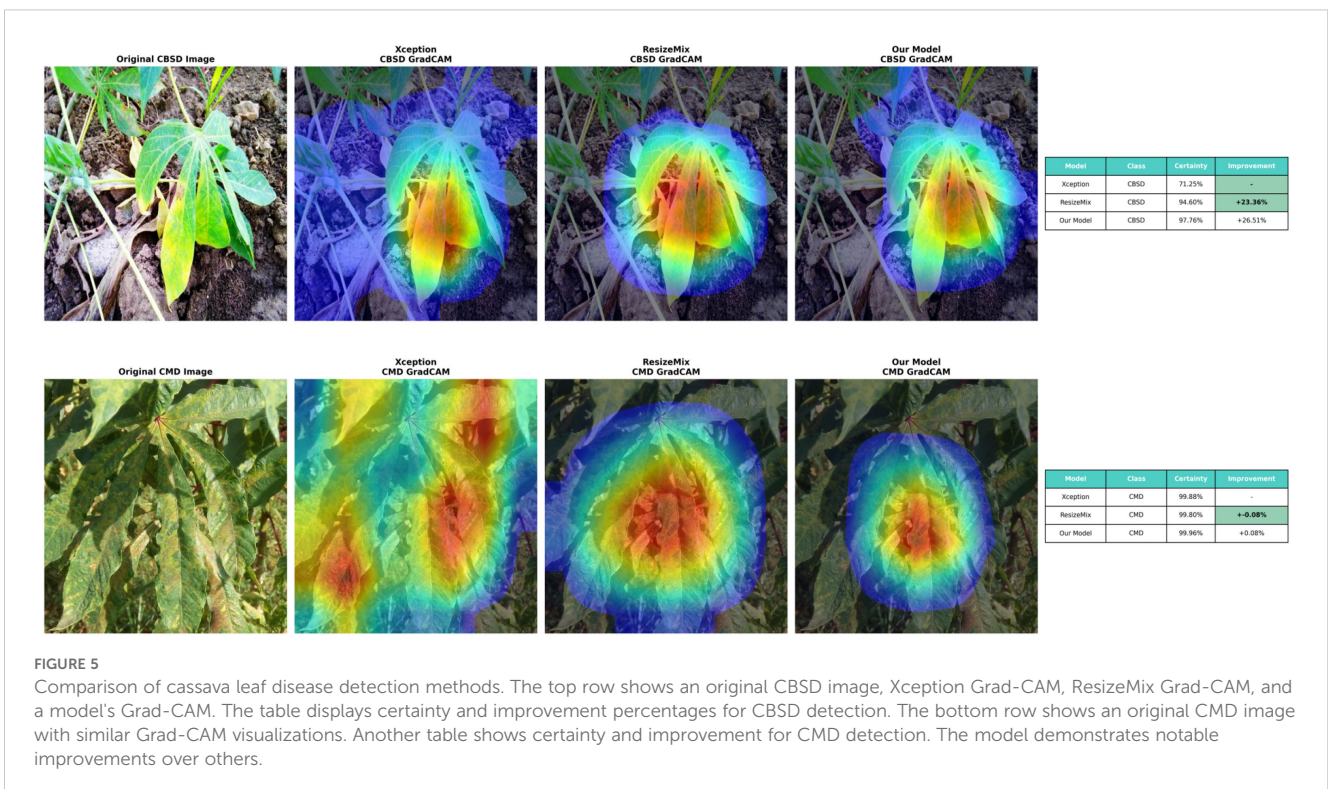 Original CBSD Image
Xception
CBSD GradCAM
ResizeMix
CBSD GradCAM
Our Model
CBSD GradCAM
Model Class Certainty Improvement
Xception CBSD 71.25% -
ResizeMix CBSD 94.60% +23.36%
Our Model CBSD 97.76% +26.51%
Original CMD Image
Xception
CMD GradCAM
ResizeMix
CMD GradCAM
Our Model
CMD GradCAM
Model Class Certainty Improvement
Xception CMD 99.88% -
ResizeMix CMD 99.80% +-0.08%
Our Model CMD 99.96% +0.08%
FIGURE 5
Comparison of cassava leaf disease detection methods. The top row shows an original CBSD image, Xception Grad-CAM, ResizeMix Grad-CAM, and
a model's Grad-CAM. The table displays certainty and improvement percentages for CBSD detection. The bottom row shows an original CMD image
with similar Grad-CAM visualizations. Another table shows certainty and improvement for CMD detection. The model demonstrates notable
improvements over others.